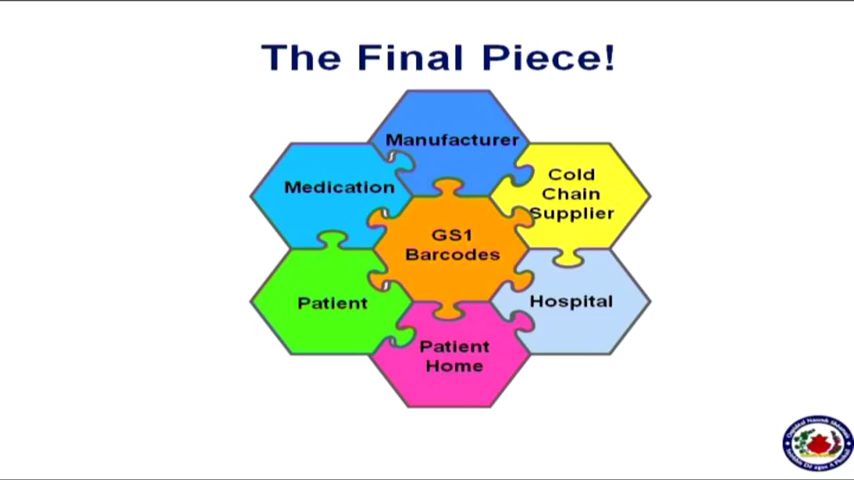 The Final Piece!
Manufacturer
Medication
Cold
Chain
Supplier
GS1
Barcodes
Patient
Hospital
Patient
Home